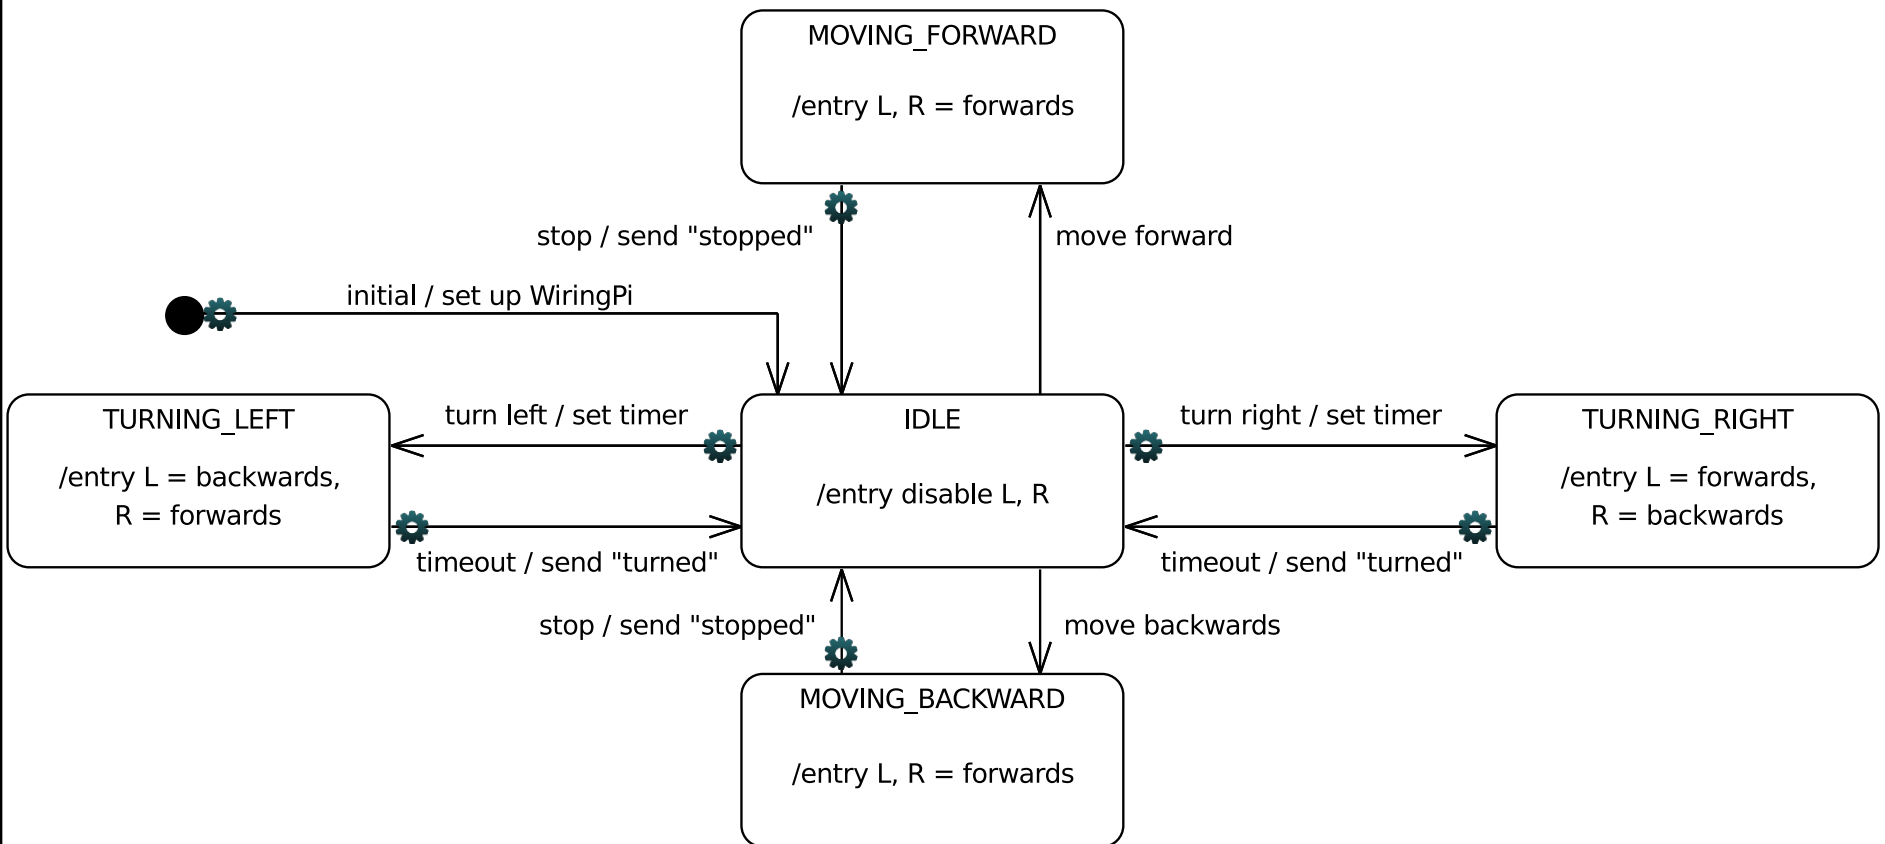 MOVING_FORWARD
/entry L, R = forwards
stop / send "stopped"
move forward
initial / set up WiringPi
TURNING_LEFT
/entry L = backwards,
R = forwards
turn left / set timer
timeout / send "turned"
IDLE
/entry disable L, R
turn right / set timer
timeout / send "turned"
TURNING_RIGHT
/entry L = forwards,
R = backwards
stop / send "stopped"
move backwards
MOVING_BACKWARD
/entry L, R = forwards